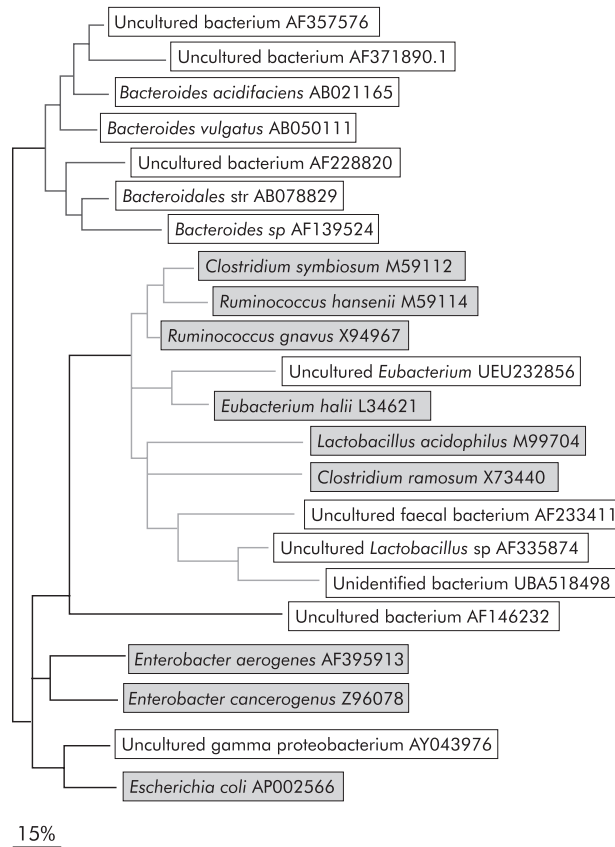 Uncultured bacterium AF357576
Uncultured bacterium AF371890.1
Bacteroides acidifaciens AB021165
Bacteroides vulgatus AB050111
Uncultured bacterium AF228820
Bacteroidales str AB078829
Bacteroides sp AF139524
Clostridium symbiosum M59112
Ruminococcus hansenii M59114
Ruminococcus gnavus X94967
Uncultured Eubacterium UEU232856
Eubacterium halii L34621
Lactobacillus acidophilus M99704
Clostridium ramosum X73440
Uncultured faecal bacterium AF233411
Uncultured Lactobacillus sp AF335874
Unidentified bacterium UBA518498
Uncultured bacterium AF146232
Enterobacter aerogenes AF395913
Enterobacter cancerogenus Z96078
Uncultured gamma proteobacterium AY043976
Escherichia coli AP002566
15%